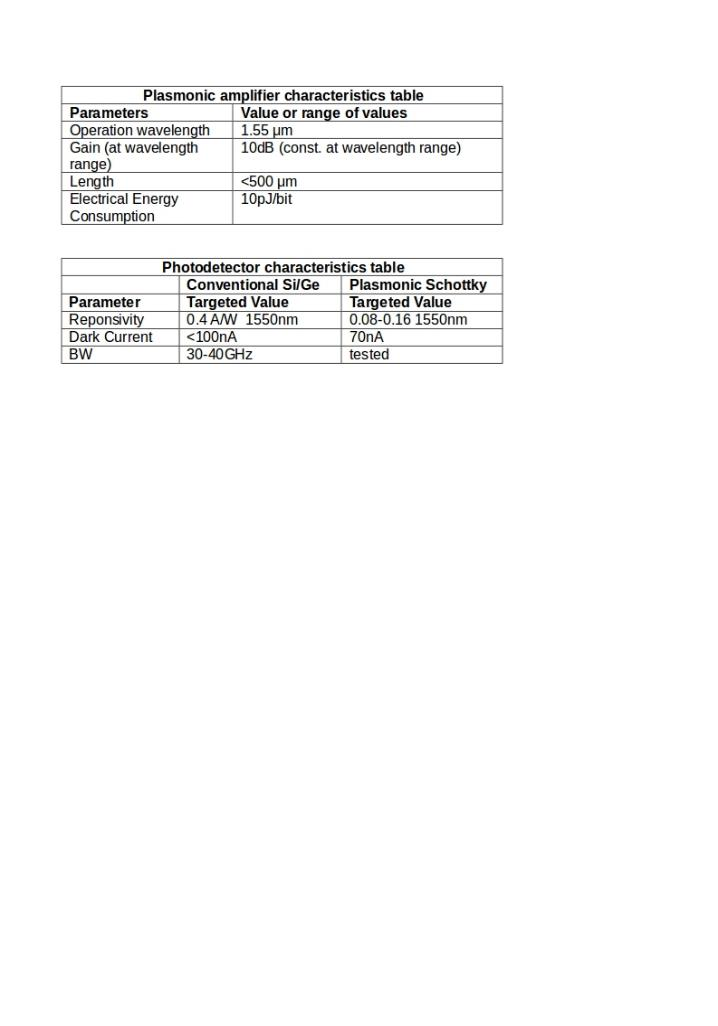 Plasmonic amplifier characteristics table
Parameters Value or range of values
Operation wavelength 1.55 μm
Gain (at wavelength 10dB (const. at wavelength range)
range)
Length <500 μm
Electrical Energy 10pJ/bit
Consumption
Photodetector characteristics table
Conventional Si/Ge Plasmonic Schottky
Parameter Targeted Value Targeted Value
Reponsivity 0.4 A/W 1550nm 0.08-0.16 1550nm
Dark Current <100nA 70nA
BW 30-40GHz tested